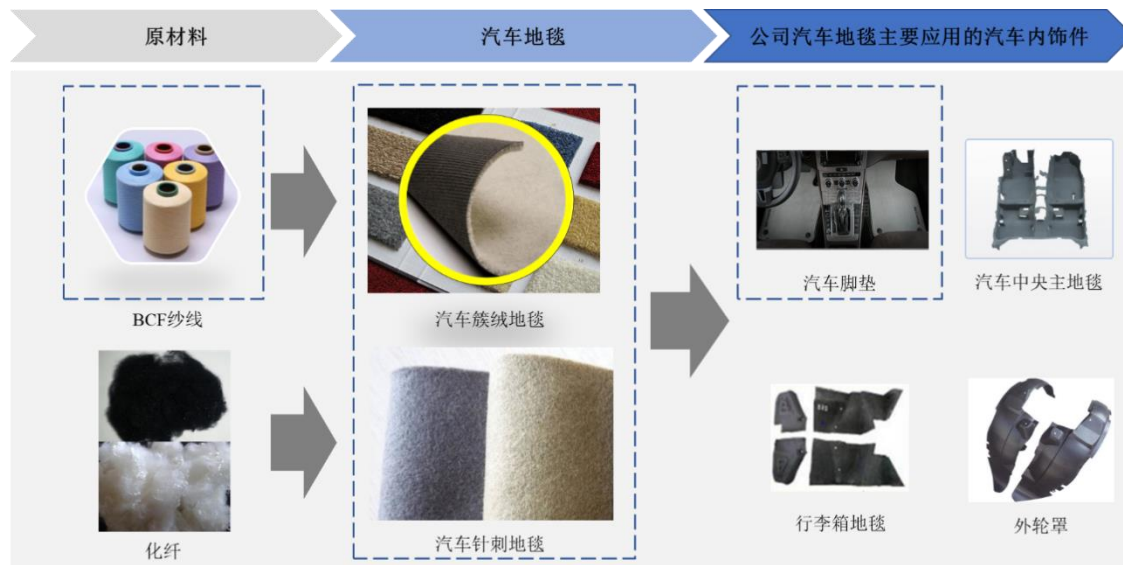 原材料
汽车地毯
公司汽车地毯主要应用的汽车内饰件
BCF纱线
汽车簇绒地毯
汽车脚垫
汽车中央主地毯
化纤
汽车针刺地毯
行李箱地毯
外轮罩